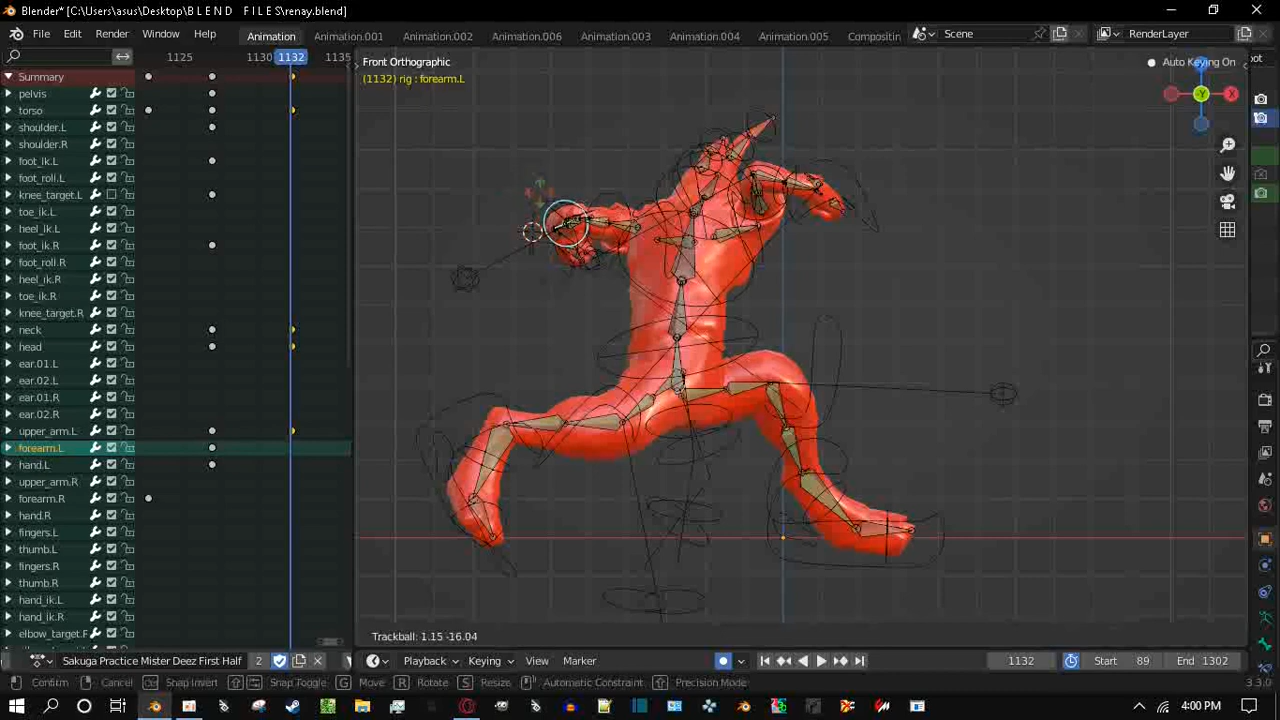 Blender* [C:\Users\asus\Desktop\B L E N D   F I L E S\renay.blend]
File Edit Render Window Help Animation Animation.001 Animation.002 Animation.006 Animation.003 Animation.004 Animation.005 Compositin Scene RenderLayer
1125 1130 1132 1135
Front Orthographic
(1132) rig : forearm.L
Auto Keying On
Summary
pelvis
torso
shoulder.L
shoulder.R
foot_ik.L
foot_roll.L
knee_target.L
toe_ik.L
heel_ik.L
foot_ik.R
foot_roll.R
heel_ik.R
toe_ik.R
knee_target.R
neck
head
ear.01.L
ear.02.L
ear.01.R
ear.02.R
upper_arm.L
forearm.L
hand.L
upper_arm.R
forearm.R
hand.R
fingers.L
thumb.L
fingers.R
thumb.R
hand_ik.L
hand_ik.R
elbow_target.F
X
Y
Trackball: 1.15 -16.04
Sakuga Practice Mister Deez First Half 2 Playback Keying View Marker 1132 Start 89 End 1302
Confirm Cancel Snap Invert Snap Toggle G Move R Rotate S Resize Automatic Constraint Precision Mode 3.3.0
4:00 PM